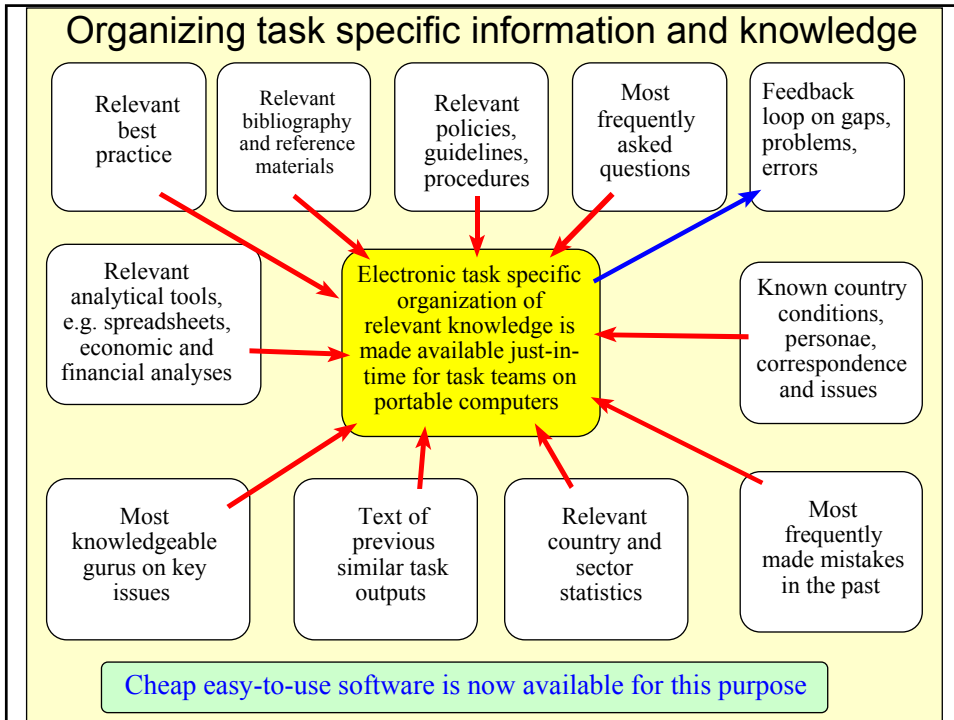 Organizing task specific information and knowledge
Relevant
best
practice
Relevant
bibliography
and reference
materials
Relevant
policies,
guidelines,
procedures
Most
frequently
asked
questions
Feedback
loop on gaps,
problems,
errors
Relevant
analytical tools,
e.g. spreadsheets,
economic and
financial analyses
Electronic task specific
organization of
relevant knowledge is
made available just-in-
time for task teams on
portable computers
Known country
conditions,
personae,
correspondence
and issues
Most
knowledgeable
gurus on key
issues
Text of
previous
similar task
outputs
Relevant
country and
sector
statistics
Most
frequently
made mistakes
in the past
Cheap easy-to-use software is now available for this purpose